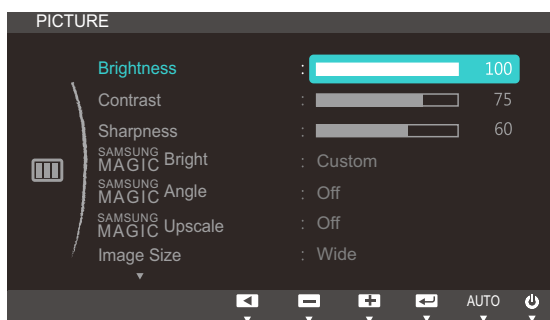 PICTURE
Brightness : 100
Contrast : 75
Sharpness : 60
SAMSUNG MAGIC Bright : Custom
SAMSUNG MAGIC Angle : Off
SAMSUNG MAGIC Upscale : Off
Image Size : Wide
AUTO